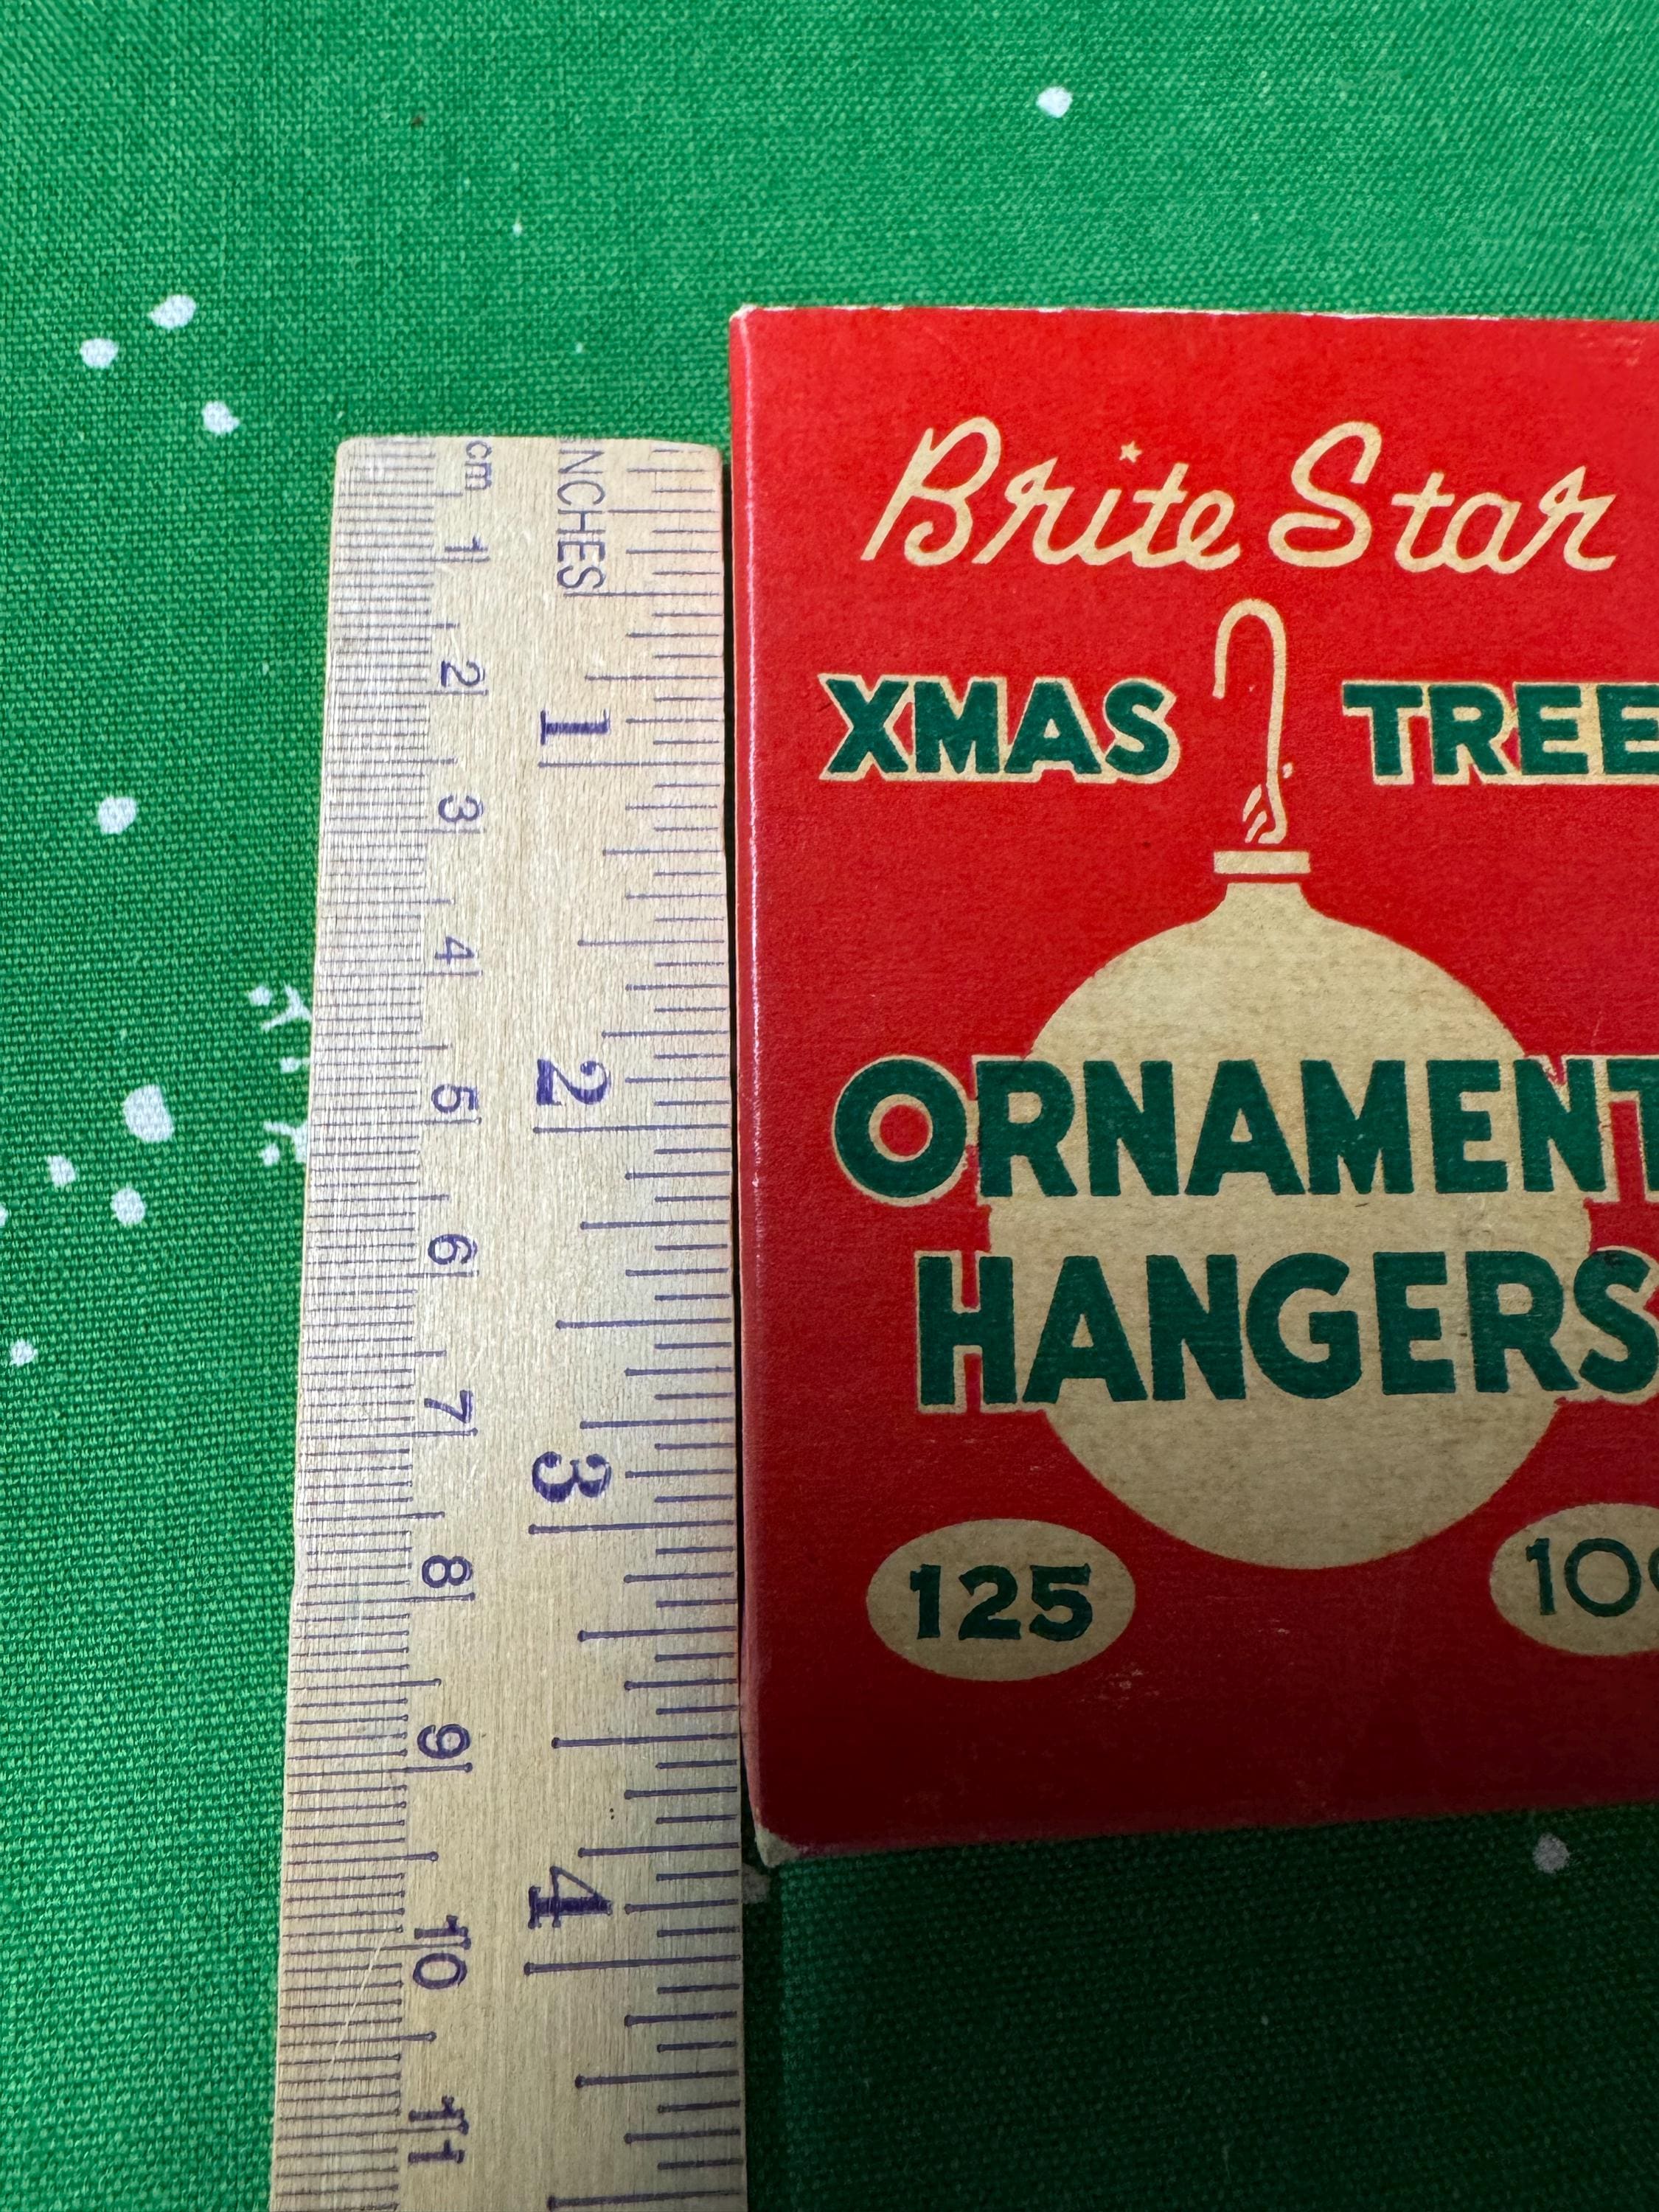 Brite Star
XMAS TREE
ORNAMENT
HANGERS
125
cm 1 2 3 4 5 6 7 8 9 10 11
INCHES 1 2 3 4